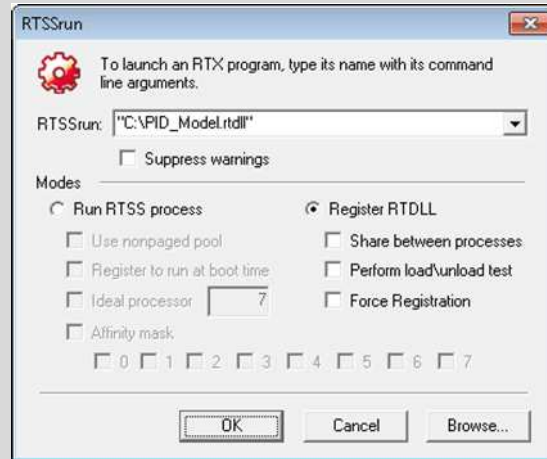 RTSSrun
To launch an RTX program, type its name with its command
line arguments.
RTSSrun: "C:\PID_Model.rtdll"
Suppress warnings
Modes
Run RTSS process
Register RTDLL
Use nonpaged pool
Share between processes
Register to run at boot time
Perform load\unload test
Ideal processor 7
Force Registration
Affinity mask
0 1 2 3 4 5 6 7
OK Cancel Browse...